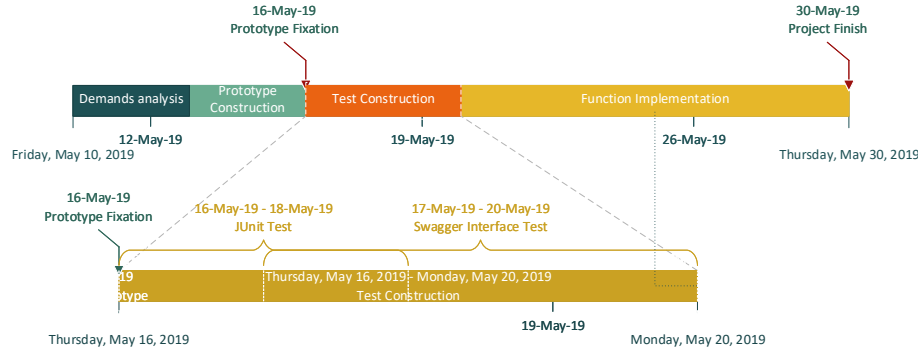 16-May-19
Prototype Fixation
30-May-19
Project Finish
Demands analysis
Prototype
Construction
Test Construction
Function Implementation
12-May-19
19-May-19
26-May-19
Friday, May 10, 2019
Thursday, May 30, 2019
16-May-19
Prototype Fixation
16-May-19 - 18-May-19
JUnit Test
17-May-19 - 20-May-19
Swagger Interface Test
Thursday, May 16, 2019 - Monday, May 20, 2019
Test Construction
19-May-19
Thursday, May 16, 2019
Monday, May 20, 2019